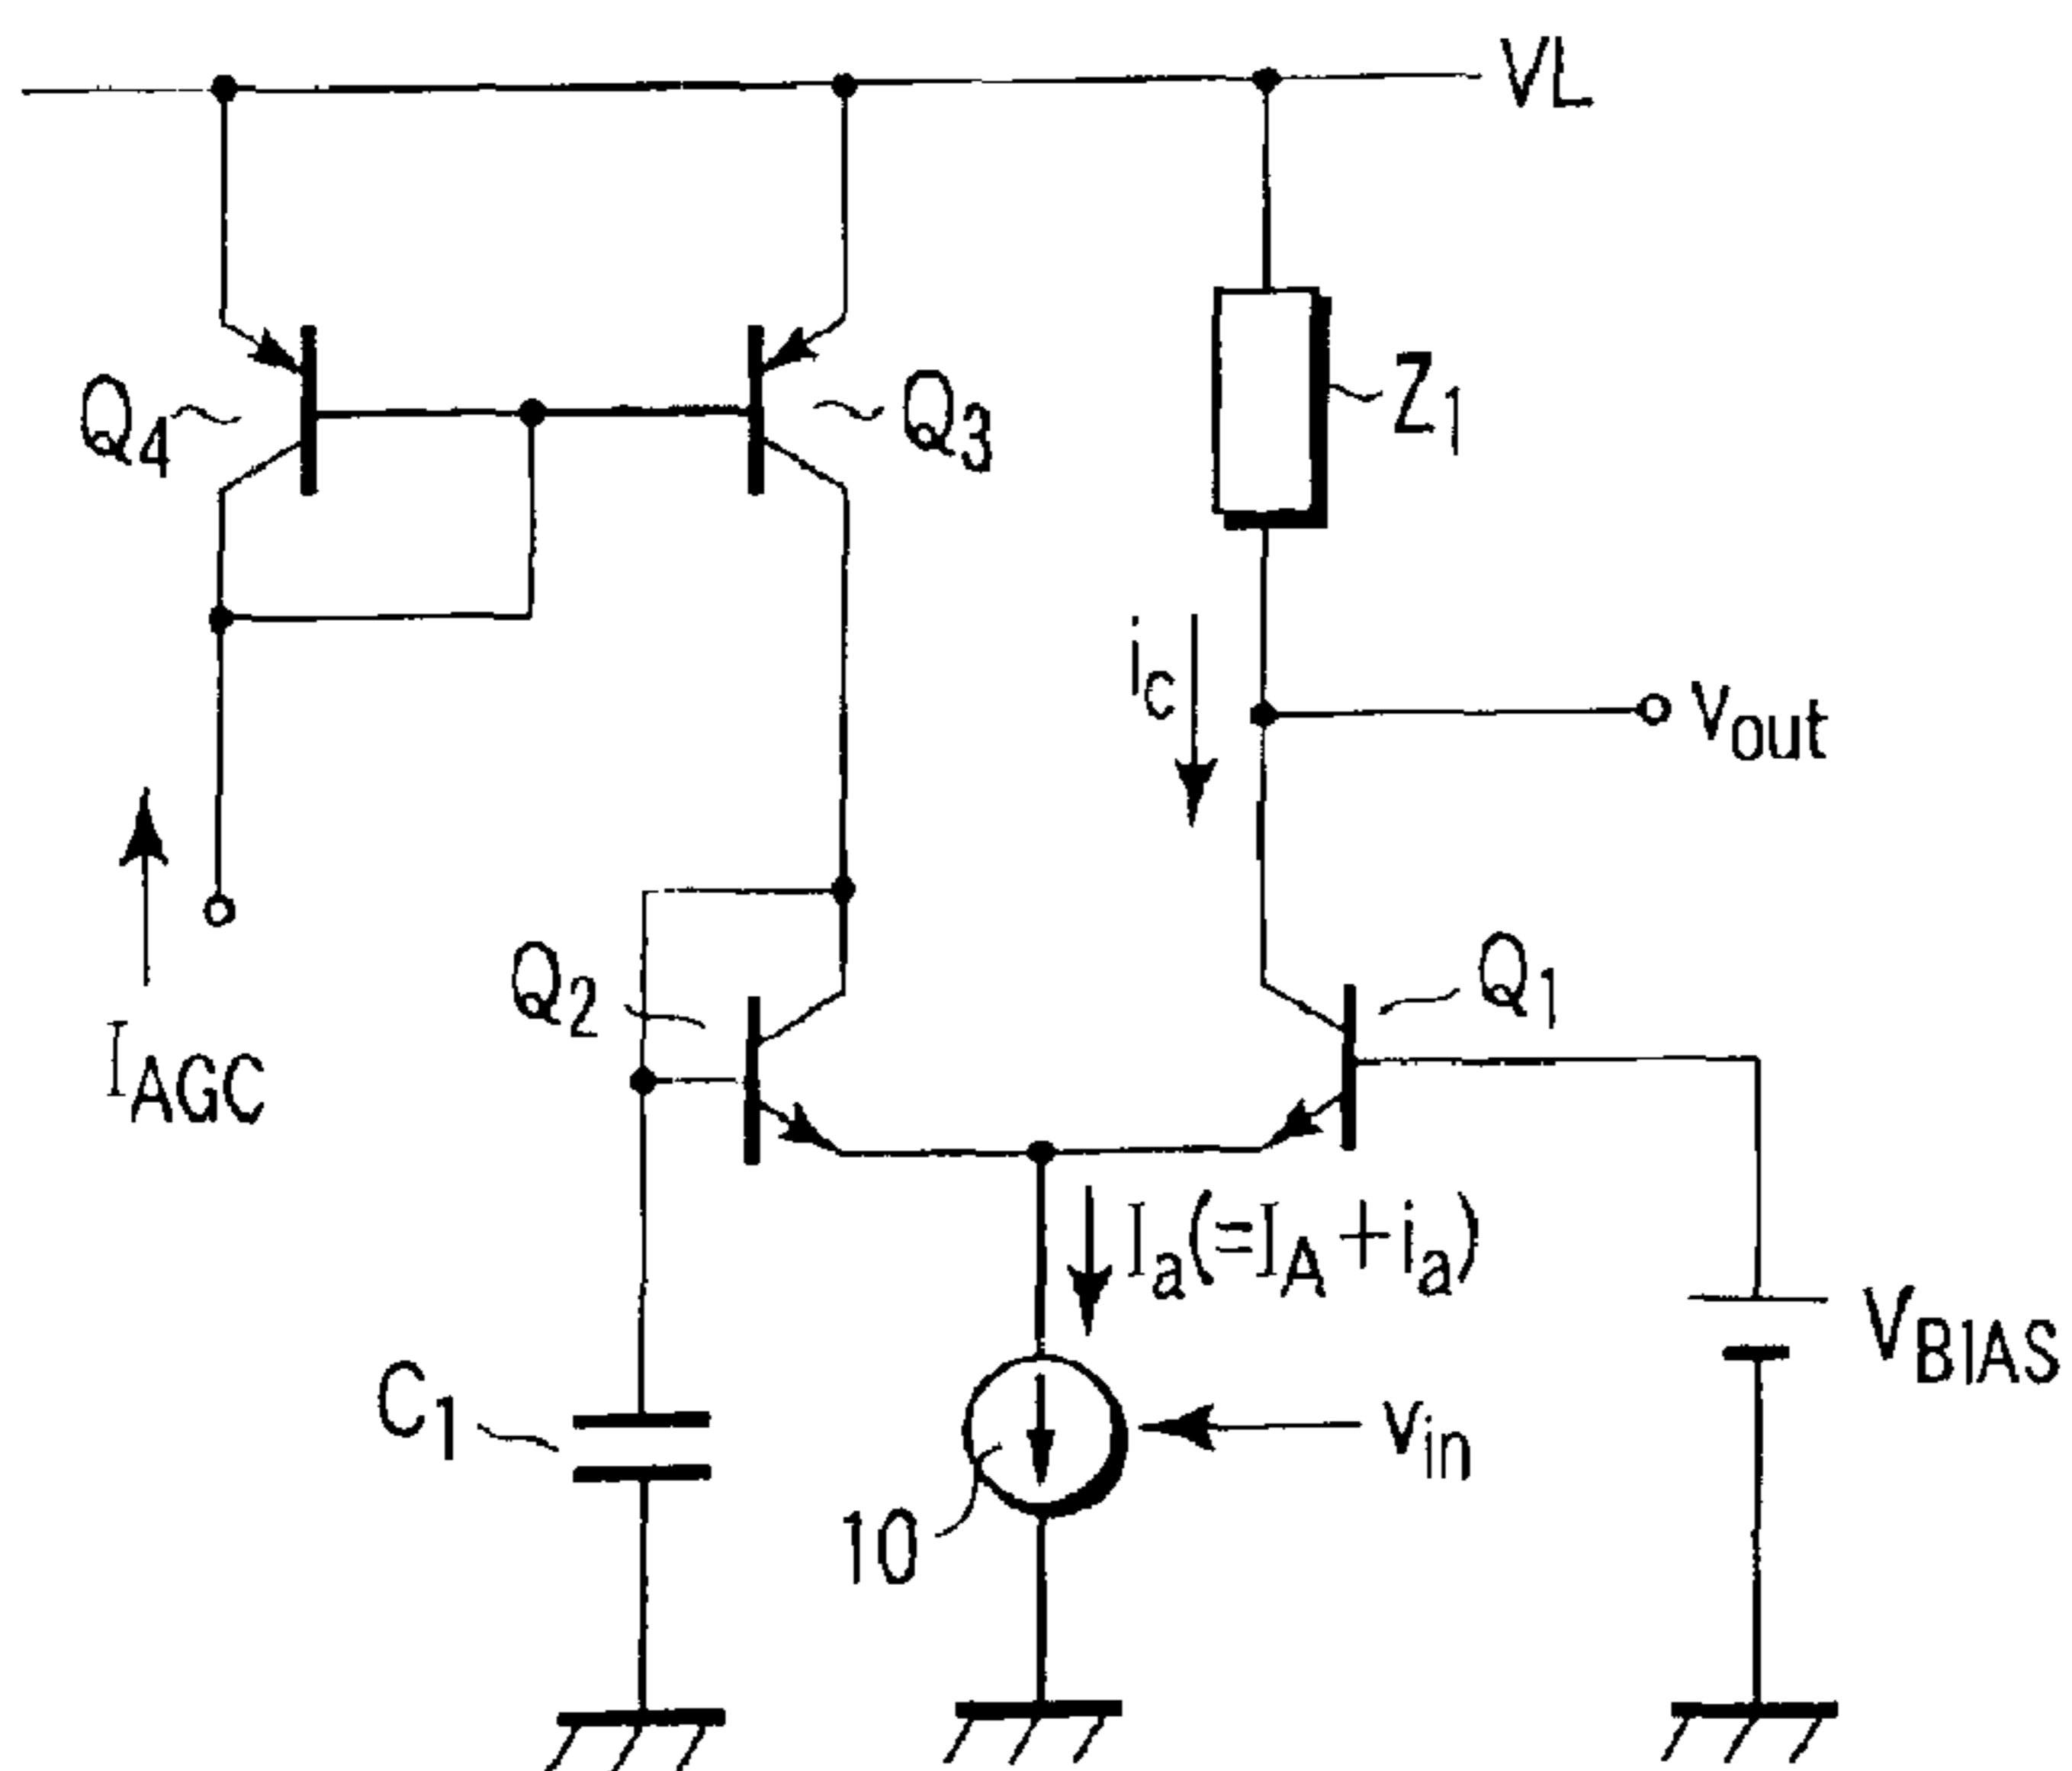 VL
Q4
Q3
Z1
ic
vout
IAGC
Q2
Q1
Ia(=IA+ia)
C1
10
vin
VBIAS